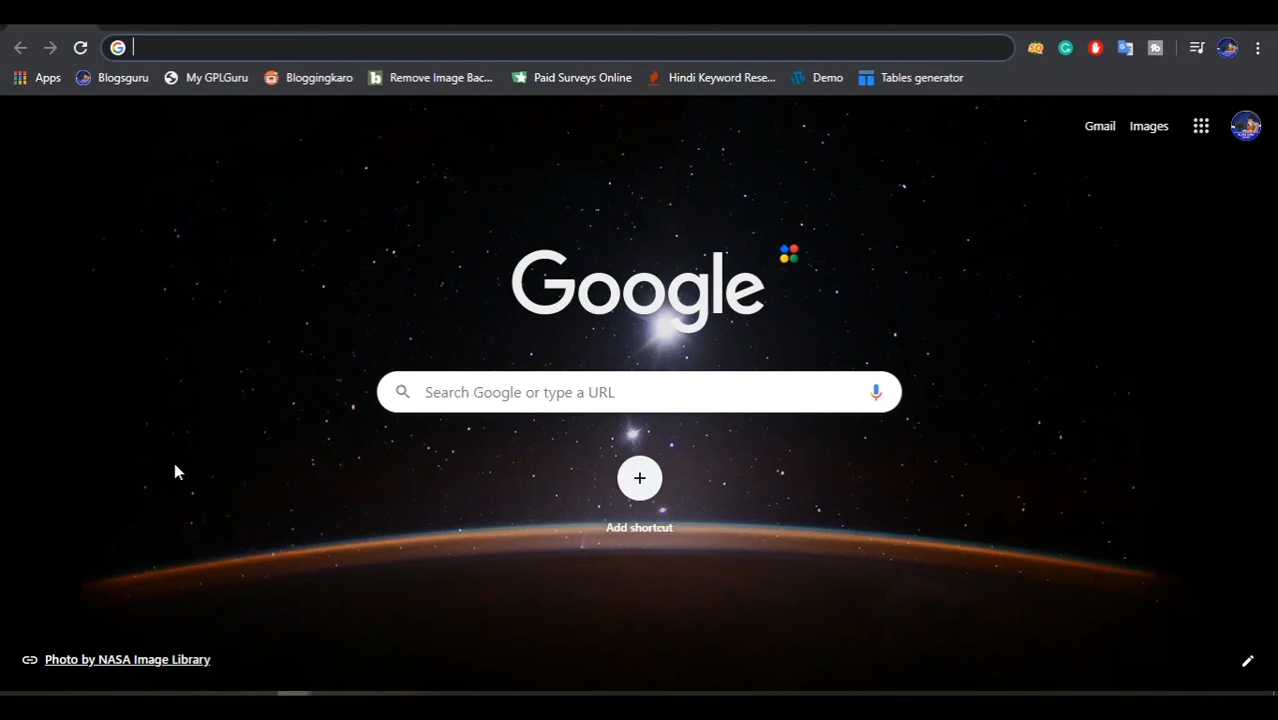 Apps Blogsguru My GPLGuru Bloggingkaro Remove Image Bac... Paid Surveys Online Hindi Keyword Rese... Demo Tables generator
Gmail Images
Google
Search Google or type a URL
Add shortcut
Photo by NASA Image Library